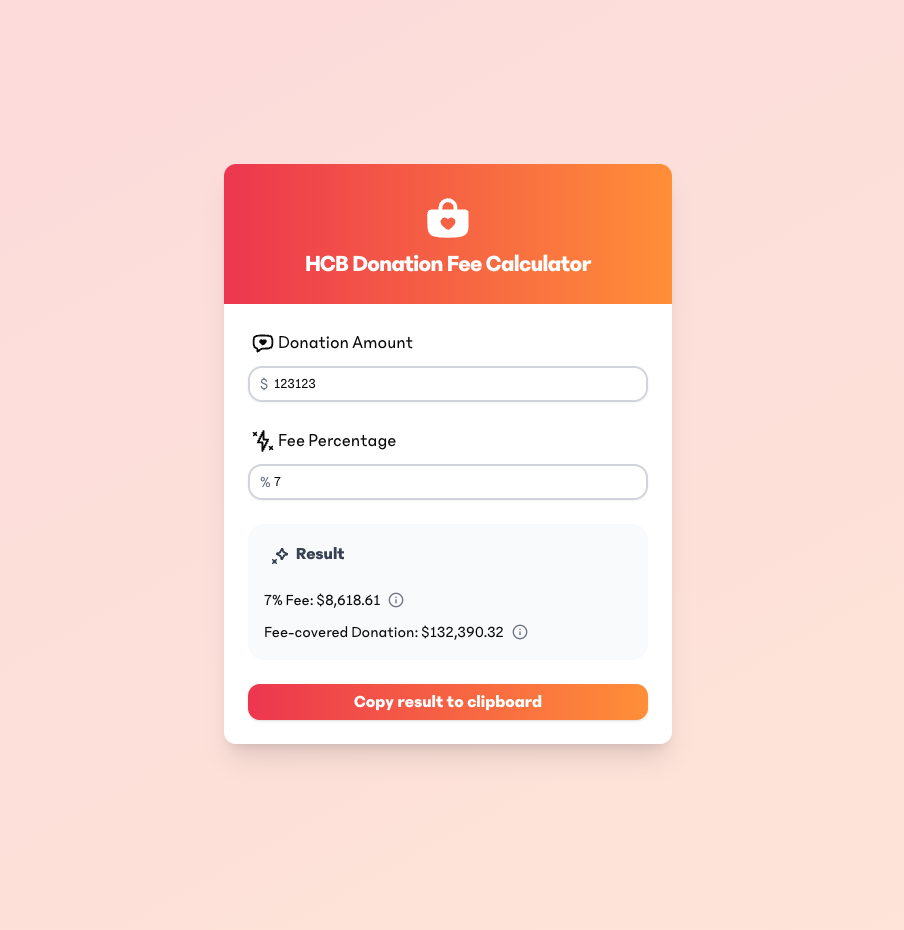 HCB Donation Fee Calculator
Donation Amount
$ 123123
Fee Percentage
% 7
Result
7% Fee: $8,618.61
Fee-covered Donation: $132,390.32
Copy result to clipboard